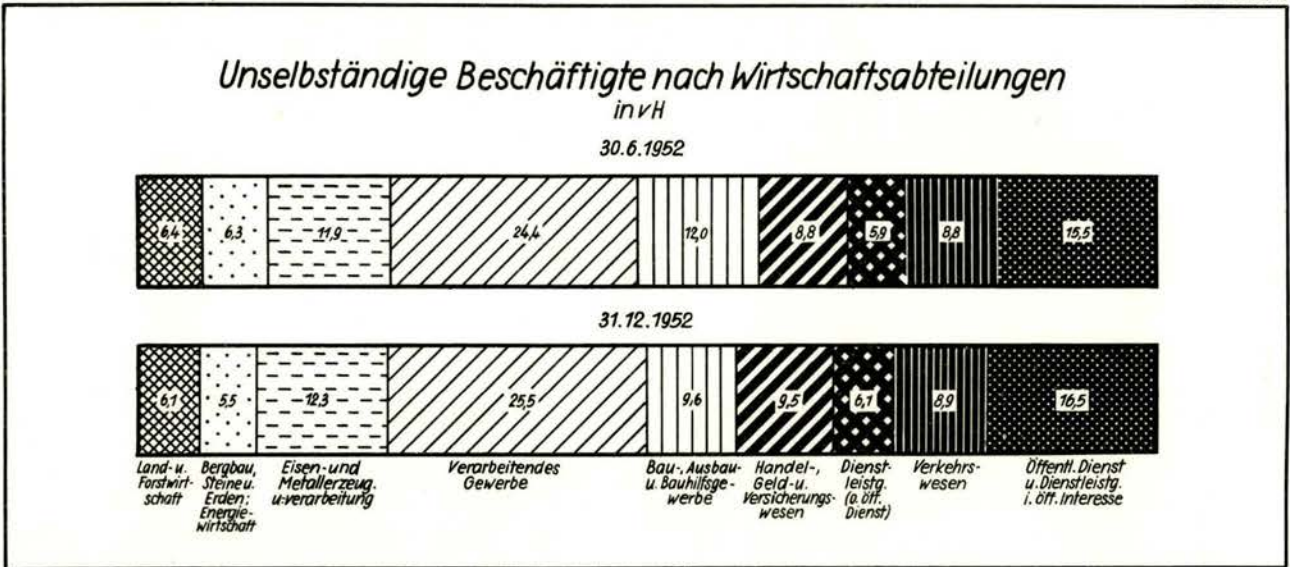 Unselbständige Beschäftigte nach Wirtschaftsabteilungen
in v H
30.6.1952
6,4 6,3 11,9 24,4 12,0 8,8 5,9 8,8 15,5
31.12.1952
6,1 5,5 12,3 25,5 9,6 9,5 6,1 8,9 16,5
Land- u.
Forstwirt-
schaft
Bergbau,
Steine u.
Erden;
Energie-
wirtschaft
Eisen- und
Metallerzeug.
u.-verarbeitung
Verarbeitendes
Gewerbe
Bau-, Ausbau-
u. Bauhilfsge-
werbe
Handel-,
Geld- u.
Versicherungs-
wesen
Dienst-
leistg.
(o. öff.
Dienst)
Verkehrs-
wesen
Öffentl. Dienst
u. Dienstleistg.
i. öff. Interesse